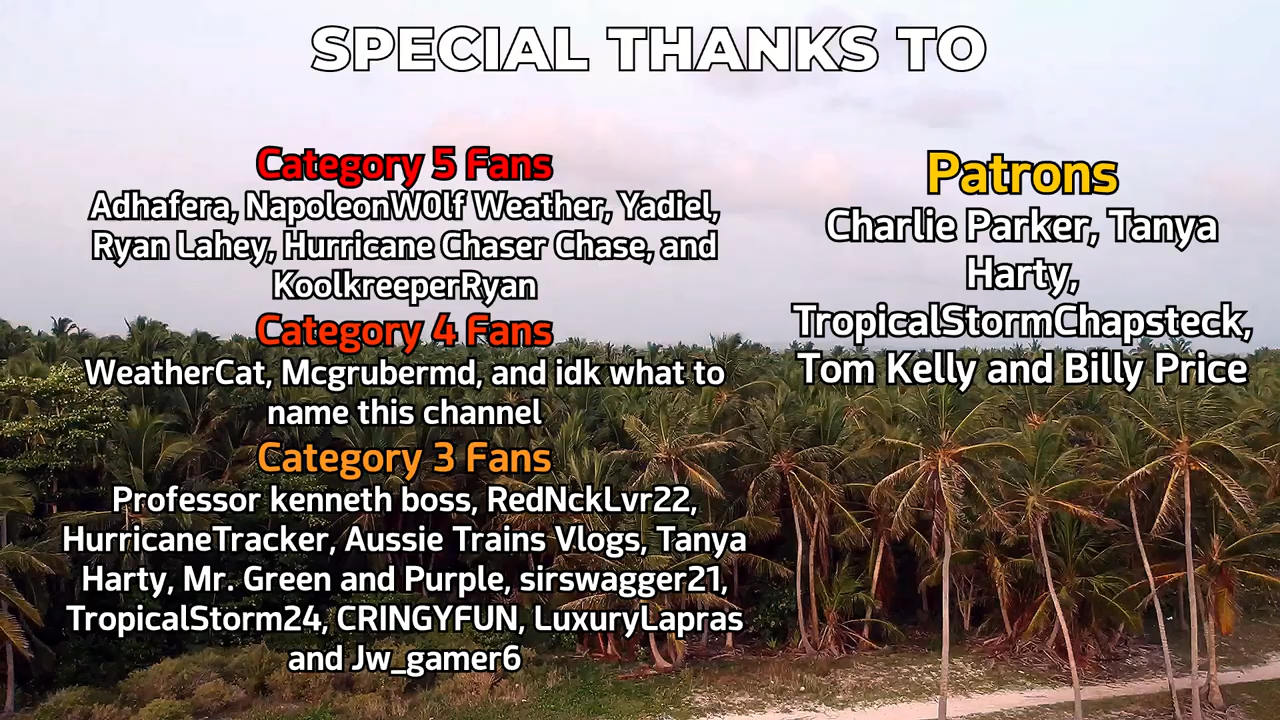 SPECIAL THANKS TO
Category 5 Fans
Adhafera, NapoleonW0lf Weather, Yadiel,
Ryan Lahey, Hurricane Chaser Chase, and
KoolkreeperRyan
Category 4 Fans
WeatherCat, Mcgrubermd, and idk what to
name this channel
Category 3 Fans
Professor kenneth boss, RedNckLvr22,
HurricaneTracker, Aussie Trains Vlogs, Tanya
Harty, Mr. Green and Purple, sirswagger21,
TropicalStorm24, CRINGYFUN, LuxuryLapras
and Jw_gamer6
Patrons
Charlie Parker, Tanya
Harty,
TropicalStormChapsteck,
Tom Kelly and Billy Price